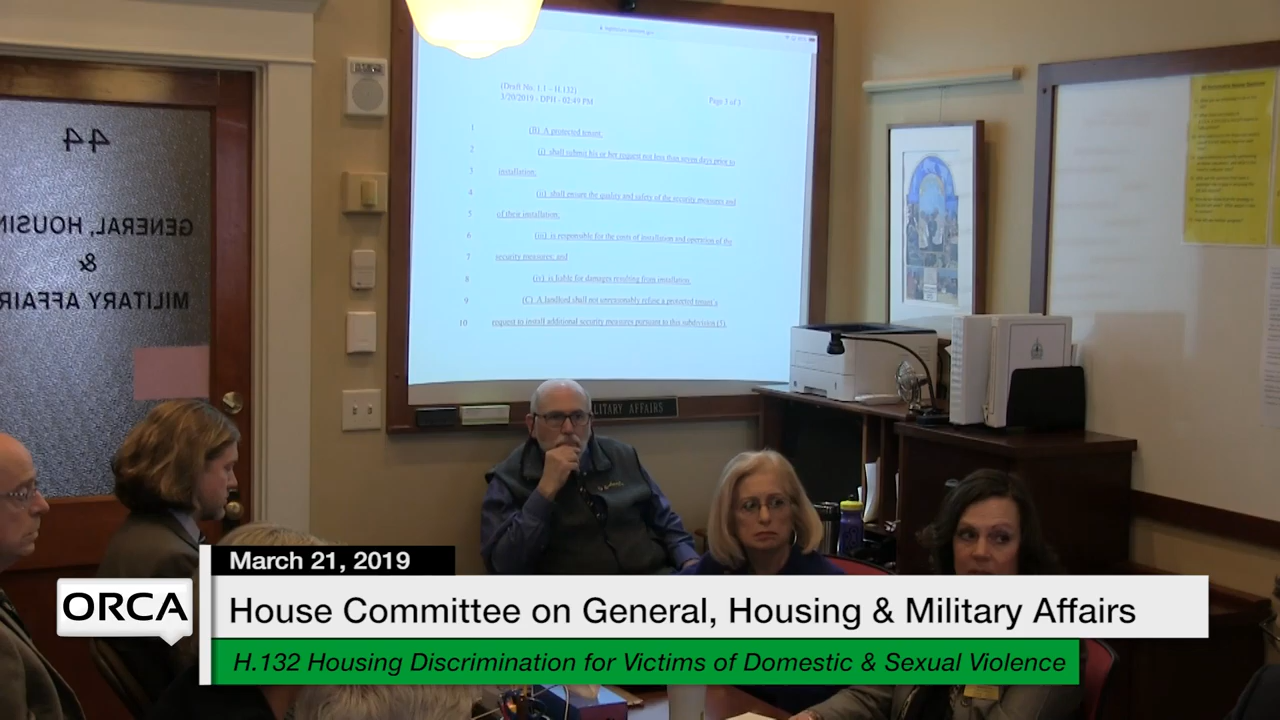 44
GENERAL, HOUSIN
&
MILITARY AFFAIR
(Draft No. 1.1 – H.132)
3/20/2019 - DPH - 02:49 PM
Page 3 of 3
1 (B) A protected tenant:
2 (i) shall submit his or her request not less than seven days prior to
3 installation;
4 (ii) shall ensure the quality and safety of the security measures and
5 of their installation;
6 (iii) is responsible for the costs of installation and operation of the
7 security measures; and
8 (iv) is liable for damages resulting from installation.
9 (C) A landlord shall not unreasonably refuse a protected tenant's
10 request to install additional security measures pursuant to this subdivision (3).
LITARY AFFAIRS
March 21, 2019
ORCA
House Committee on General, Housing & Military Affairs
H.132 Housing Discrimination for Victims of Domestic & Sexual Violence